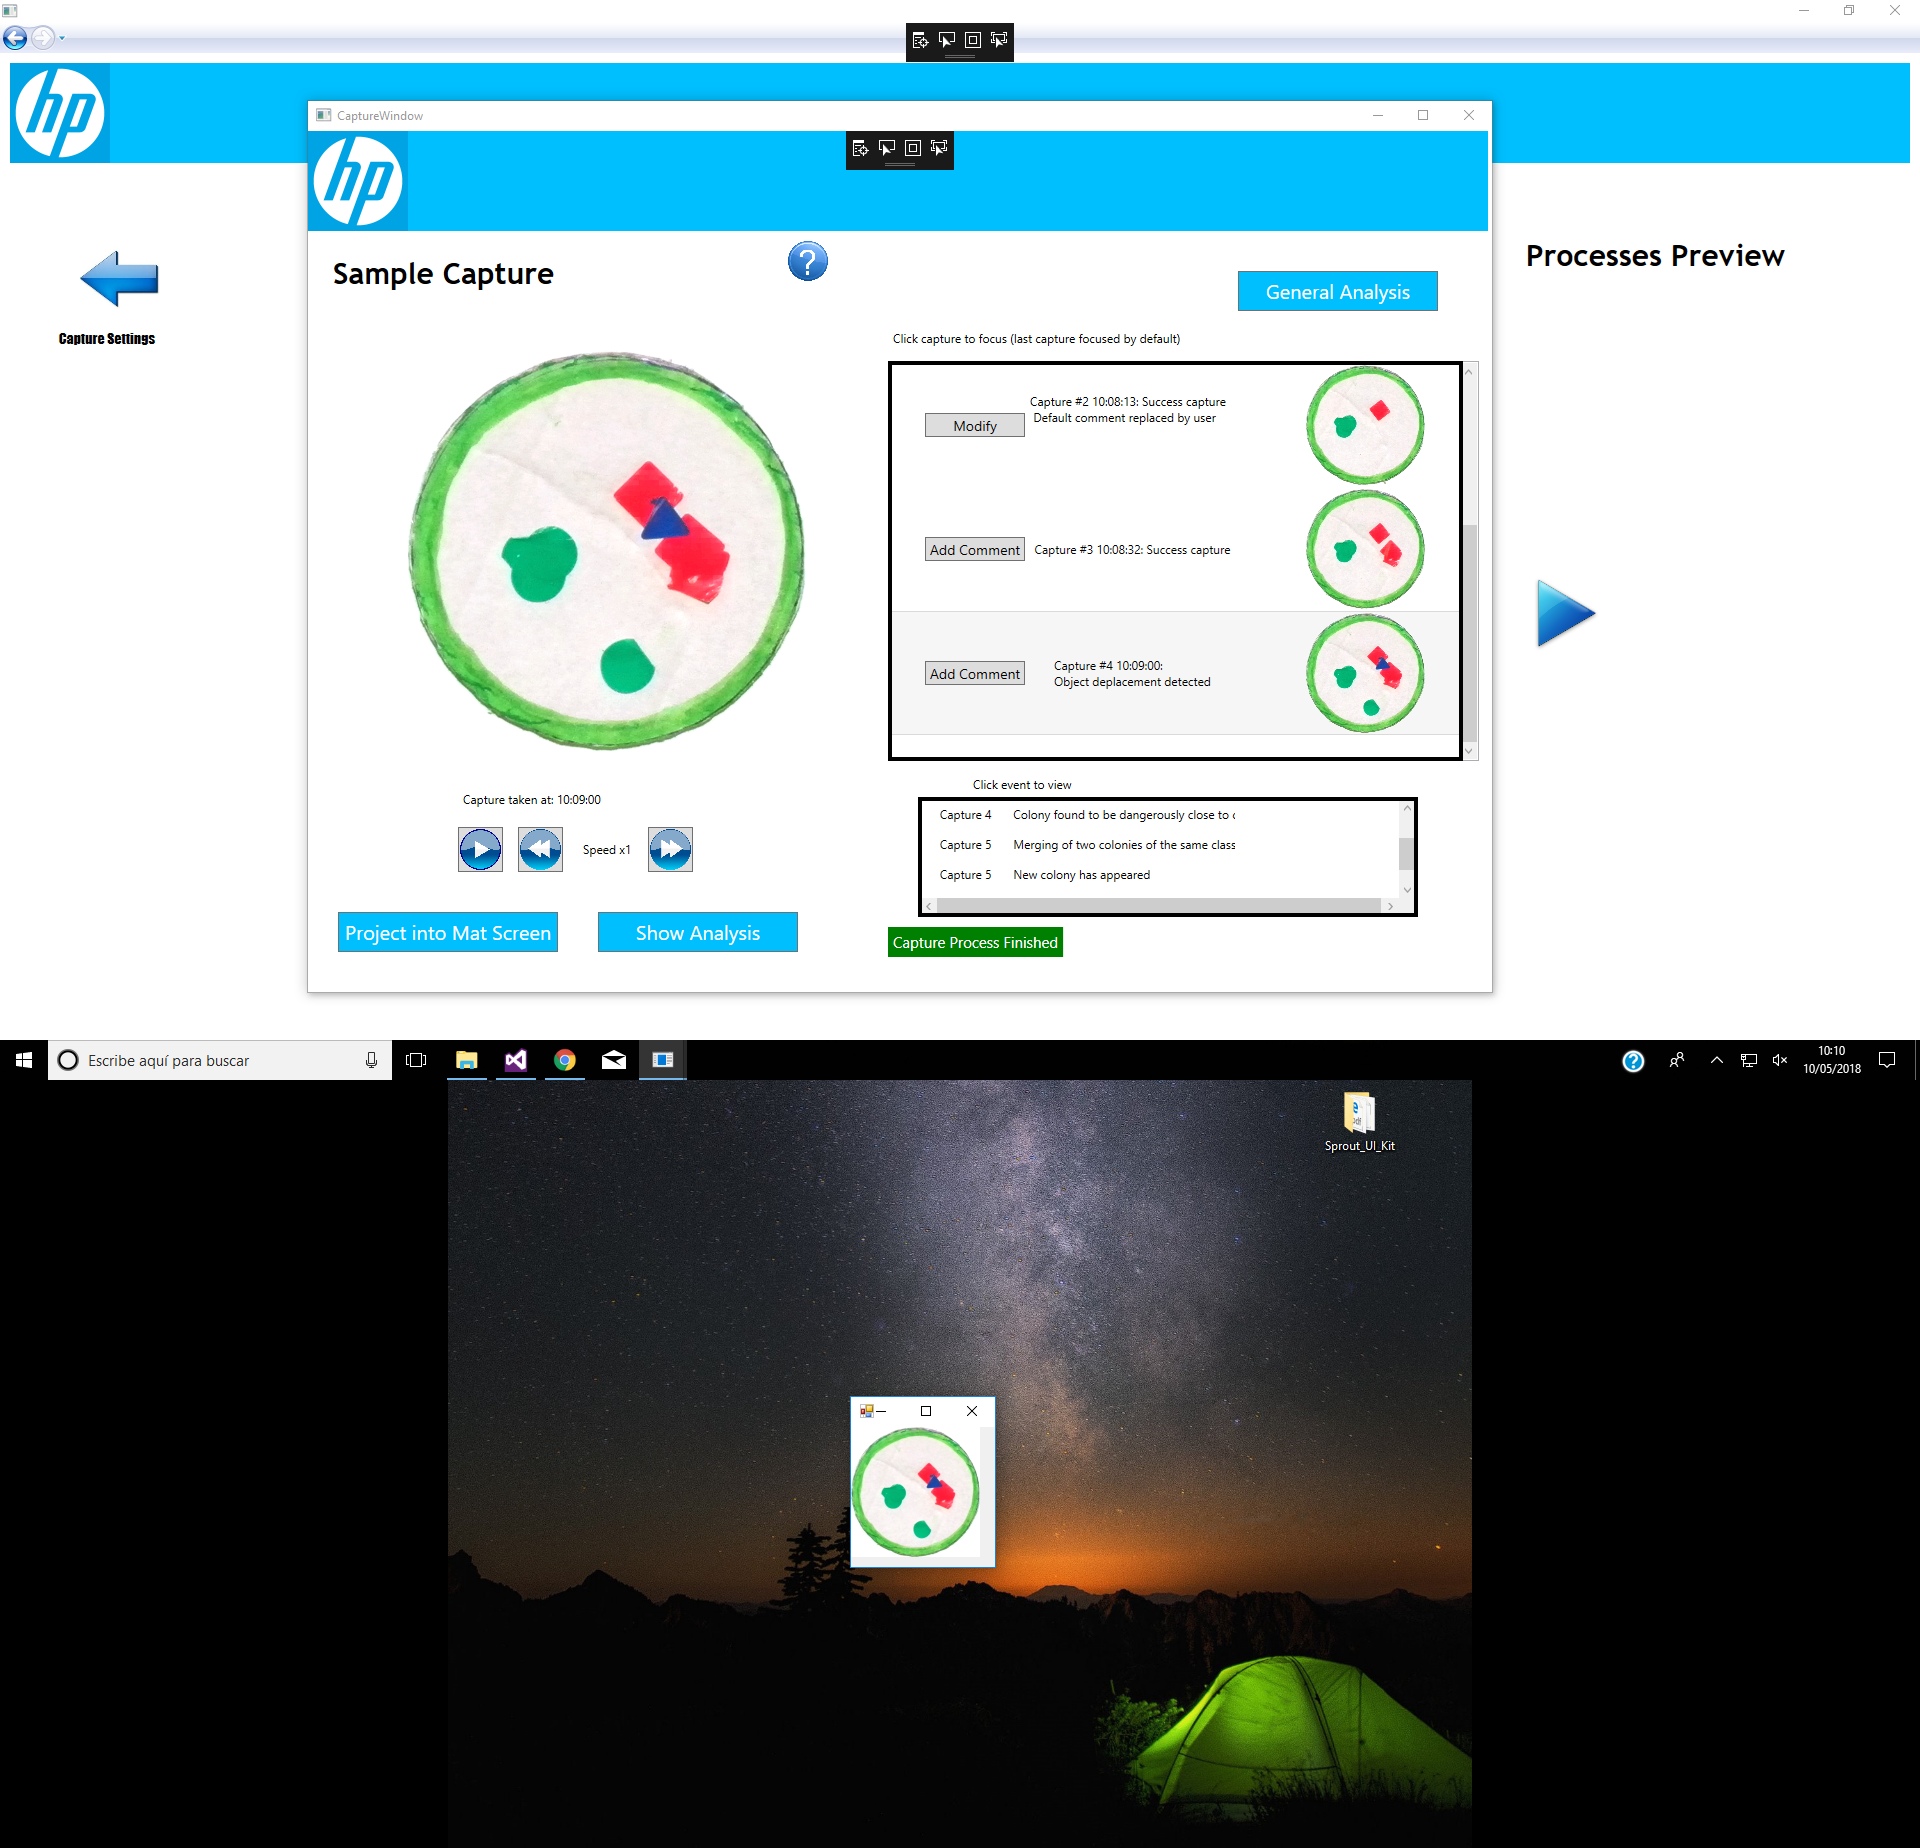 hp
CaptureWindow
hp
Sample Capture
?
General Analysis
Processes Preview
Capture Settings
Click capture to focus (last capture focused by default)
Modify
Capture #2 10:08:13: Success capture
Default comment replaced by user
Add Comment
Capture #3 10:08:32: Success capture
Add Comment
Capture #4 10:09:00:
Object deplacement detected
Capture taken at: 10:09:00
Speed x1
Click event to view
Capture 4 Colony found to be dangerously close to
Capture 5 Merging of two colonies of the same class
Capture 5 New colony has appeared
Project into Mat Screen
Show Analysis
Capture Process Finished
Escribe aquí para buscar
?
10:10
10/05/2018
Sprout_UI_Kit